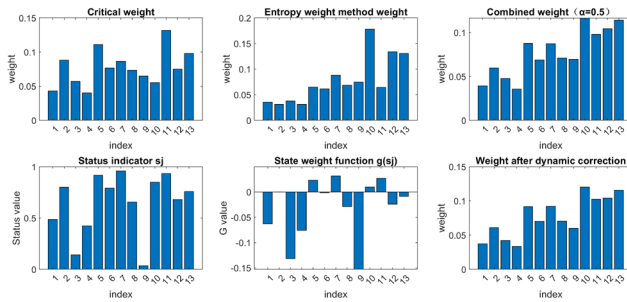 Critical weight
0.15
0.1
0.05
0
weight
1 2 3 4 5 6 7 8 9 10 11 12 13
index
Entropy weight method weight
0.2
0.15
0.1
0.05
0
weight
1 2 3 4 5 6 7 8 9 10 11 12 13
index
Combined weight（α=0.5）
0.1
0.05
0
weight
1 2 3 4 5 6 7 8 9 10 11 12 13
index
Status indicator sj
1
0.5
0
Status value
1 2 3 4 5 6 7 8 9 10 11 12 13
index
State weight function g(sj)
0
-0.05
-0.1
-0.15
G value
1 2 3 4 5 6 7 8 9 10 11 12 13
index
Weight after dynamic correction
0.15
0.1
0.05
0
weight
1 2 3 4 5 6 7 8 9 10 11 12 13
index